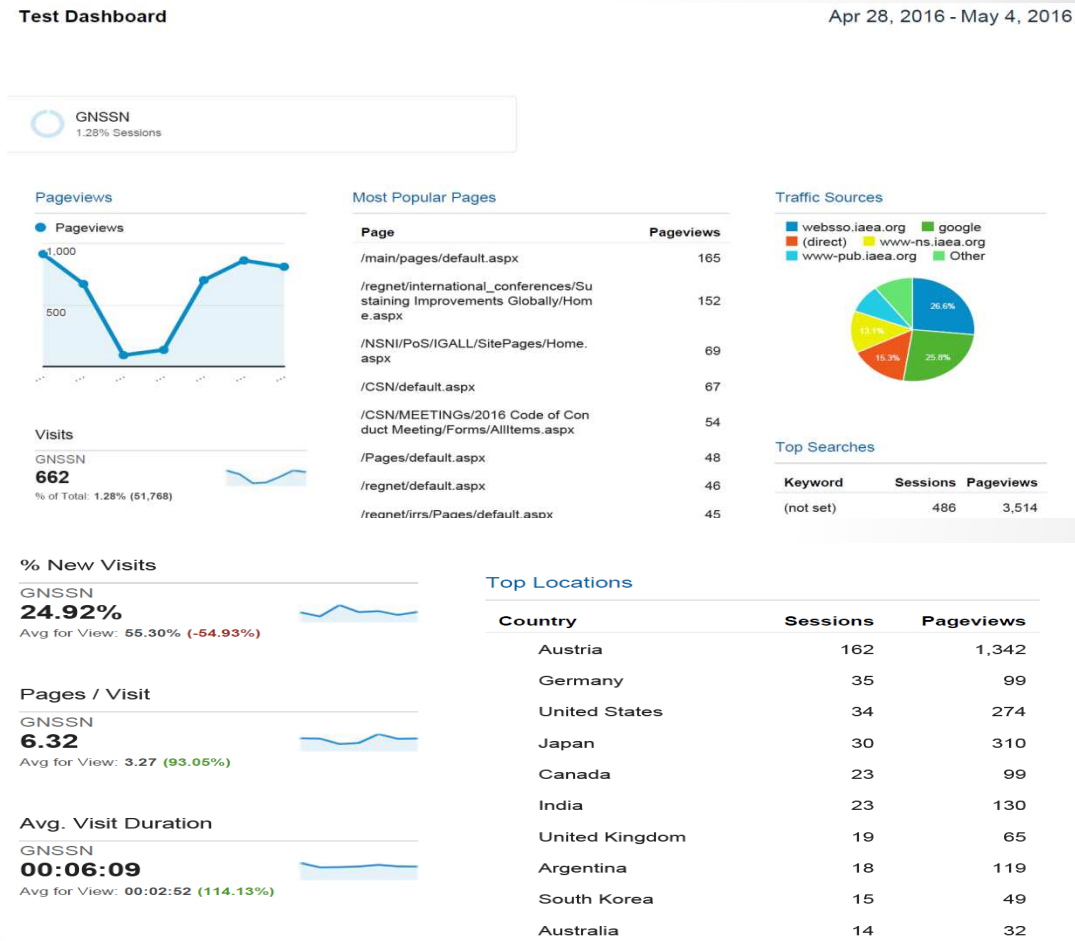 Test Dashboard
Apr 28, 2016 - May 4, 2016
GNSSN
1.28% Sessions
Pageviews
Pageviews
1,000
500
Visits
GNSSN
662
% of Total: 1.28% (51,768)
Most Popular Pages
Page Pageviews
/main/pages/default.aspx 165
/regnet/international_conferences/Su
staining Improvements Globally/Hom 152
e.aspx
/NSNI/PoS/IGALL/SitePages/Home. 69
aspx
/CSN/default.aspx 67
/CSN/MEETINGs/2016 Code of Con 54
duct Meeting/Forms/AllItems.aspx
/Pages/default.aspx 48
/regnet/default.aspx 46
/regnet/irrs/Pages/default.aspx 45
Traffic Sources
websso.iaea.org google
(direct) www-ns.iaea.org
www-pub.iaea.org Other
26.6%
13.1%
15.3% 25.8%
Top Searches
Keyword Sessions Pageviews
(not set) 486 3,514
% New Visits
GNSSN
24.92%
Avg for View: 55.30% (-54.93%)
Pages / Visit
GNSSN
6.32
Avg for View: 3.27 (93.05%)
Avg. Visit Duration
GNSSN
00:06:09
Avg for View: 00:02:52 (114.13%)
Top Locations
Country Sessions Pageviews
Austria 162 1,342
Germany 35 99
United States 34 274
Japan 30 310
Canada 23 99
India 23 130
United Kingdom 19 65
Argentina 18 119
South Korea 15 49
Australia 14 32